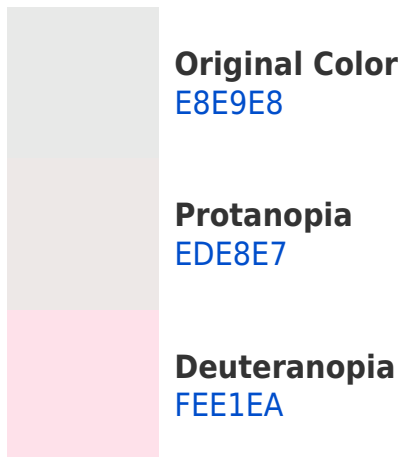 Original Color
E8E9E8
Protanopia
EDE8E7
Deuteranopia
FEE1EA